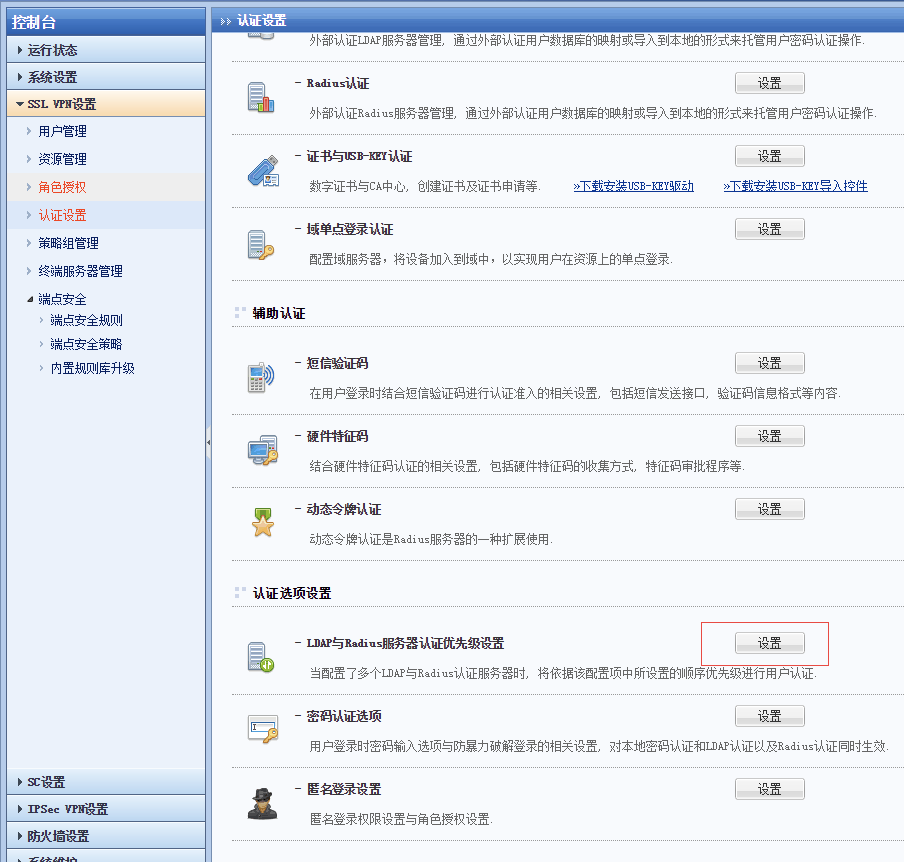 控制台
运行状态
系统设置
SSL VPN设置
用户管理
资源管理
角色授权
认证设置
策略组管理
终端服务器管理
端点安全
端点安全规则
端点安全策略
内置规则库升级
SC设置
IPSec VPN设置
防火墙设置
系统维护
认证设置
外部认证LDAP服务器管理，通过外部认证用户数据库的映射或导入到本地的形式来托管用户密码认证操作.
- Radius认证 设置
外部认证Radius服务器管理，通过外部认证用户数据库的映射或导入到本地的形式来托管用户密码认证操作.
- 证书与USB-KEY认证 设置
数字证书与CA中心，创建证书及证书申请等. »下载安装USB-KEY驱动 »下载安装USB-KEY导入控件
- 域单点登录认证 设置
配置域服务器，将设备加入到域中，以实现用户在资源上的单点登录.
辅助认证
- 短信验证码 设置
在用户登录时结合短信验证码进行认证准入的相关设置，包括短信发送接口，验证码信息格式等内容.
- 硬件特征码 设置
结合硬件特征码认证的相关设置，包括硬件特征码的收集方式，特征码审批程序等.
- 动态令牌认证 设置
动态令牌认证是Radius服务器的一种扩展使用.
认证选项设置
- LDAP与Radius服务器认证优先级设置 设置
当配置了多个LDAP与Radius认证服务器时，将依据该配置项中所设置的顺序优先级进行用户认证.
- 密码认证选项 设置
用户登录时密码输入选项与防暴力破解登录的相关设置，对本地密码认证和LDAP认证以及Radius认证同时生效.
- 匿名登录设置 设置
匿名登录权限设置与角色授权设置.